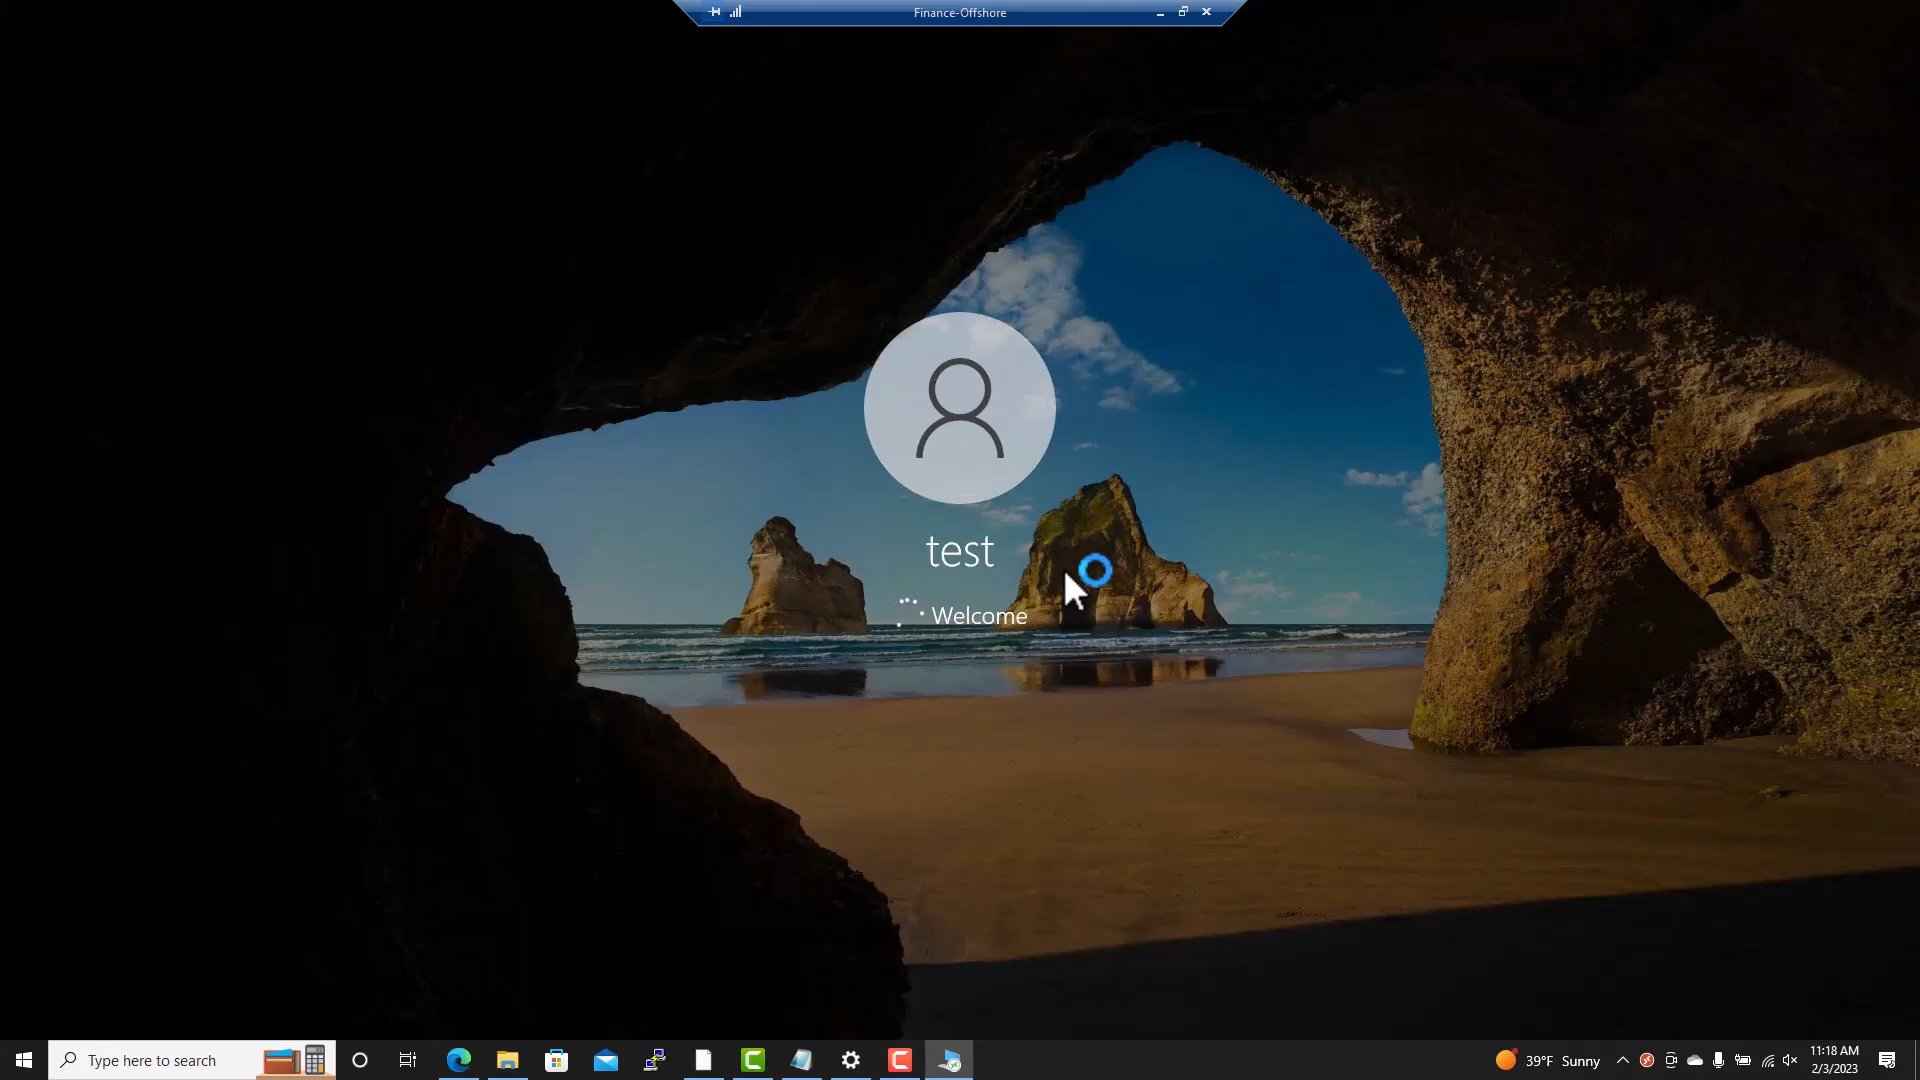 Finance-Offshore
test
Welcome
Type here to search
39°F Sunny
11:18 AM
2/3/2023